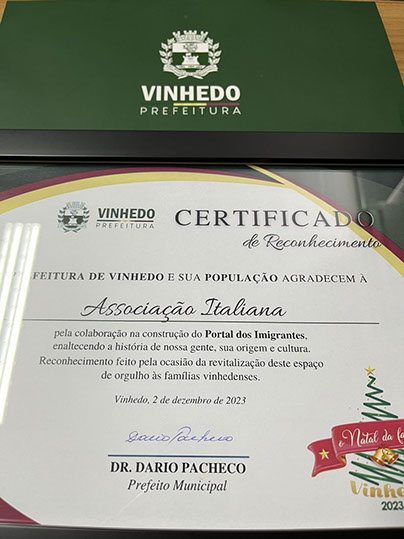 VINHEDO
PREFEITURA
VINHEDO
PREFEITURA
CERTIFICADO
de Reconhecimento
FEITURA DE VINHEDO E SUA POPULAÇÃO AGRADECEM À
Associação Italiana
pela colaboração na construção do Portal dos Imigrantes,
enaltecendo a história de nossa gente, sua origem e cultura.
Reconhecimento feito pela ocasião da revitalização deste espaço
de orgulho às famílias vinhedenses.
Vinhedo, 2 de dezembro de 2023
Dario Pacheco
DR. DARIO PACHECO
Prefeito Municipal
o Natal da
Vinhe
2023